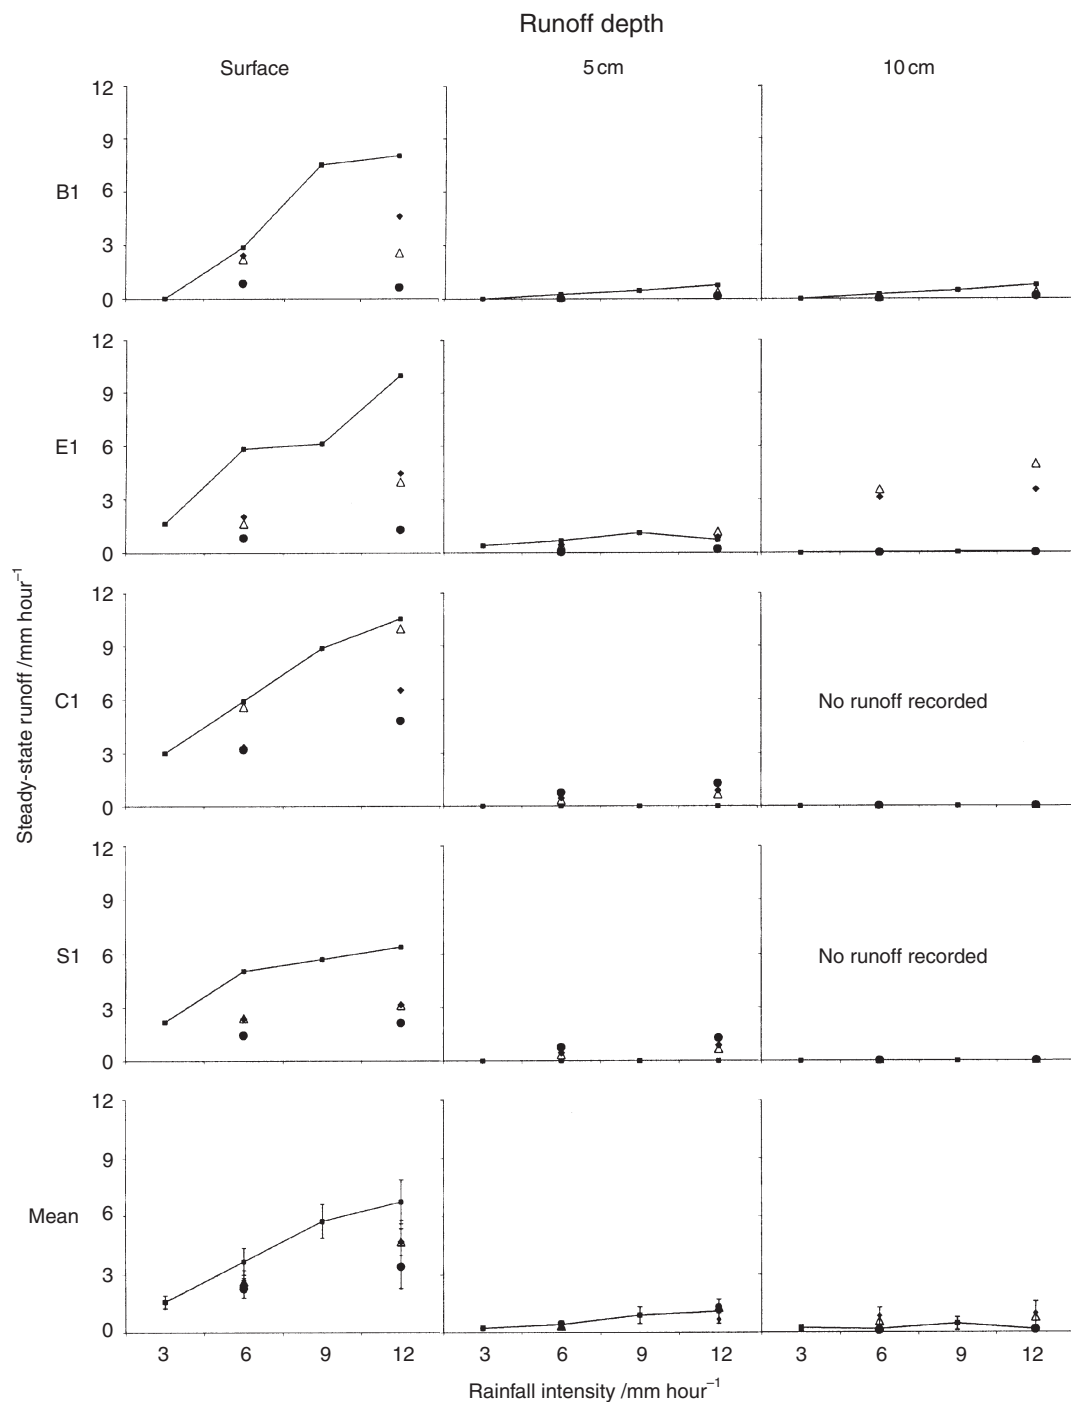 Runoff depth
Surface 5 cm 10 cm
12
9
B1 6
3
0
12
9
E1 6
3
0
12
9
C1 6 No runoff recorded
3
0
12
9
S1 6 No runoff recorded
3
0
12
9
Mean 6
3
0
3 6 9 12 3 6 9 12 3 6 9 12
Steady-state runoff /mm hour⁻¹
Rainfall intensity /mm hour⁻¹